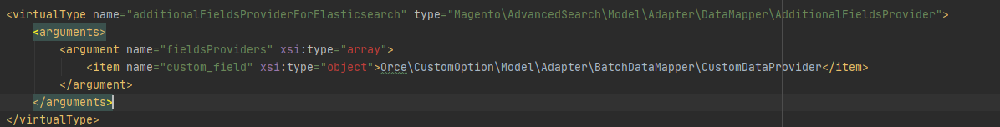 <virtualType name="additionalFieldsProviderForElasticsearch" type="Magento\AdvancedSearch\Model\Adapter\DataMapper\AdditionalFieldsProvider">
    <arguments>
        <argument name="fieldsProviders" xsi:type="array">
            <item name="custom_field" xsi:type="object">Orce\CustomOption\Model\Adapter\BatchDataMapper\CustomDataProvider</item>
        </argument>
    </arguments>
</virtualType>